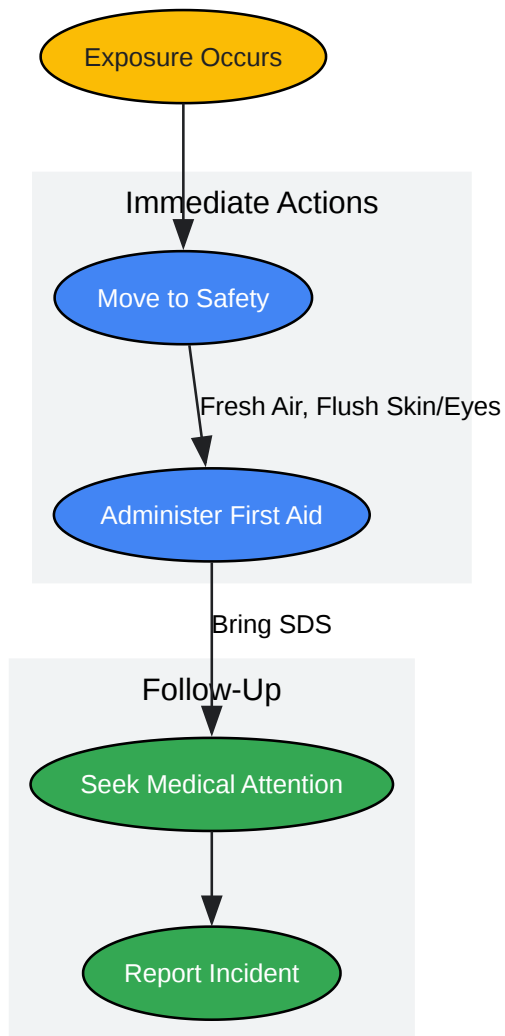 Exposure Occurs
Immediate Actions
Move to Safety
Fresh Air, Flush Skin/Eyes
Administer First Aid
Bring SDS
Follow-Up
Seek Medical Attention
Report Incident